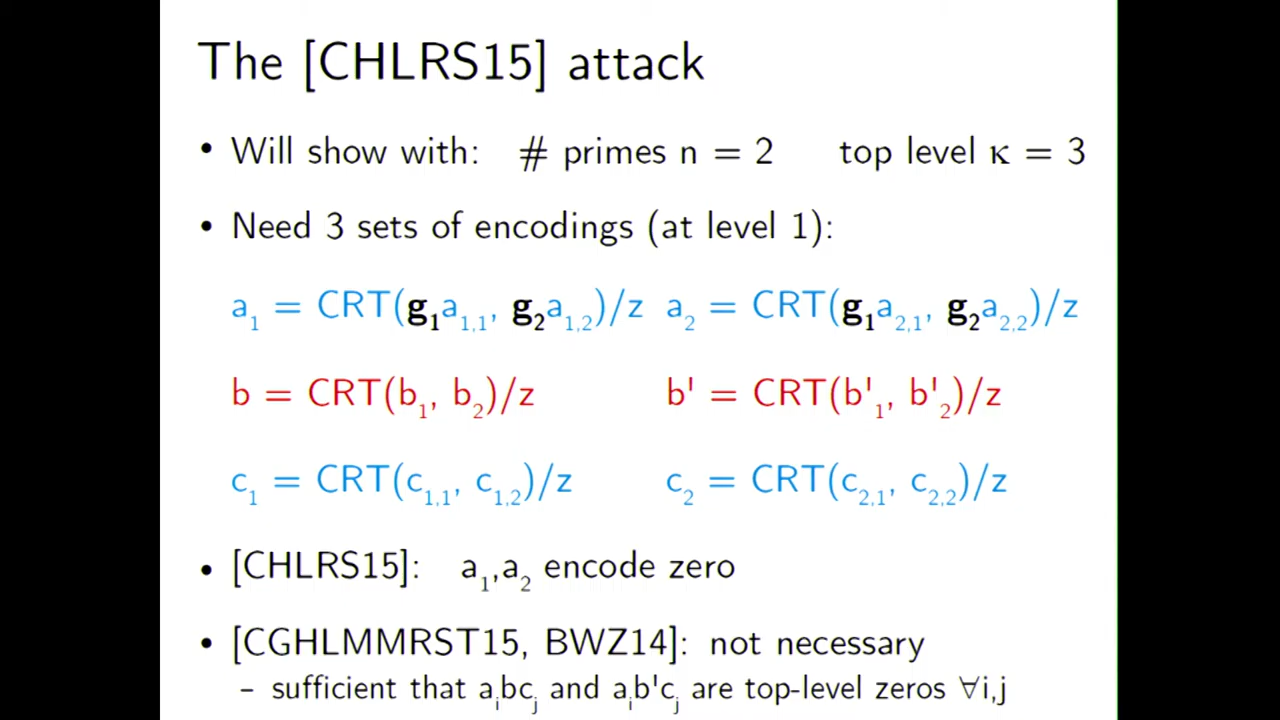 The [CHLRS15] attack
• Will show with: # primes n = 2 top level κ = 3
• Need 3 sets of encodings (at level 1):
a₁ = CRT(g₁a₁,₁, g₂a₁,₂)/z a₂ = CRT(g₁a₂,₁, g₂a₂,₂)/z
b = CRT(b₁, b₂)/z b' = CRT(b'₁, b'₂)/z
c₁ = CRT(c₁,₁, c₁,₂)/z c₂ = CRT(c₂,₁, c₂,₂)/z
• [CHLRS15]: a₁,a₂ encode zero
• [CGHLMMRST15, BWZ14]: not necessary
– sufficient that aᵢbcⱼ and aᵢb'cⱼ are top-level zeros ∀i,j